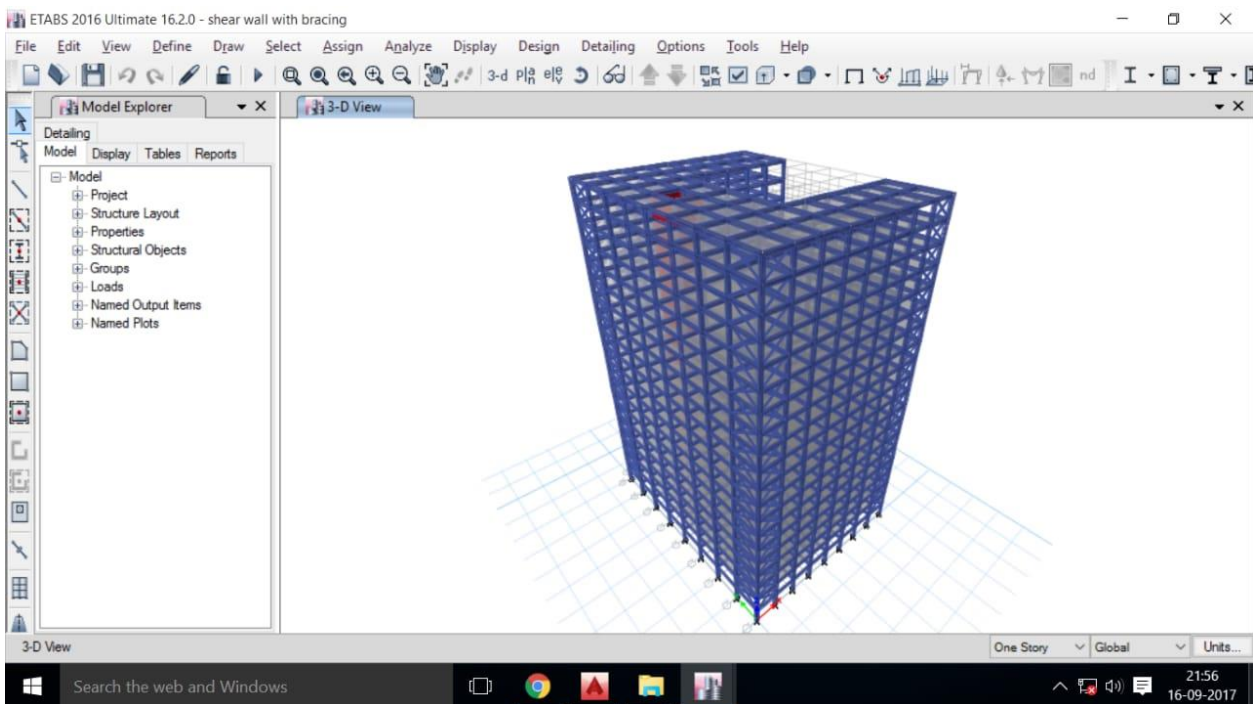 ETABS 2016 Ultimate 16.2.0 - shear wall with bracing
File Edit View Define Draw Select Assign Analyze Display Design Detailing Options Tools Help
3-d nd
Model Explorer
3-D View
Detailing
Model Display Tables Reports
Model
Project
Structure Layout
Properties
Structural Objects
Groups
Loads
Named Output Items
Named Plots
3-D View
One Story Global Units...
Search the web and Windows
21:56
16-09-2017